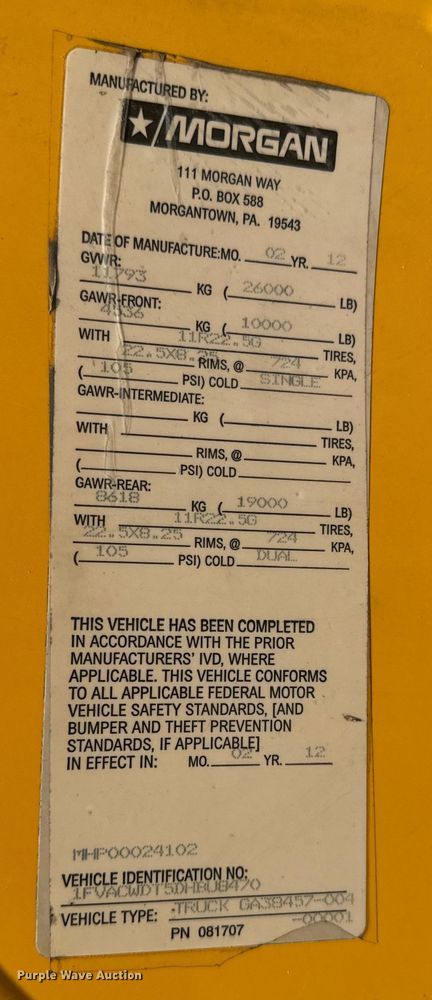 MANUFACTURED BY:
MORGAN
111 MORGAN WAY
P.O. BOX 588
MORGANTOWN, PA. 19543
DATE OF MANUFACTURE:MO. 02 YR. 12
GVWR:
11793 KG ( 26000 LB)
GAWR-FRONT:
4536 KG ( 10000 LB)
WITH 11R22.5G TIRES,
22.5X8.25 RIMS, @ 724 KPA,
( 105 PSI) COLD SINGLE
GAWR-INTERMEDIATE:
KG ( LB)
WITH TIRES,
RIMS, @ KPA,
( PSI) COLD
GAWR-REAR:
8618 KG ( 19000 LB)
WITH 11R22.5G TIRES,
22.5X8.25 RIMS, @ 724 KPA,
( 105 PSI) COLD DUAL
THIS VEHICLE HAS BEEN COMPLETED
IN ACCORDANCE WITH THE PRIOR
MANUFACTURERS' IVD, WHERE
APPLICABLE. THIS VEHICLE CONFORMS
TO ALL APPLICABLE FEDERAL MOTOR
VEHICLE SAFETY STANDARDS, [AND
BUMPER AND THEFT PREVENTION
STANDARDS, IF APPLICABLE]
IN EFFECT IN: MO. 02 YR. 12
MHP00024102
VEHICLE IDENTIFICATION NO:
1FVACWDT5DHBU8470
VEHICLE TYPE: TRUCK GA38457-004
-00001
PN 081707
Purple Wave Auction